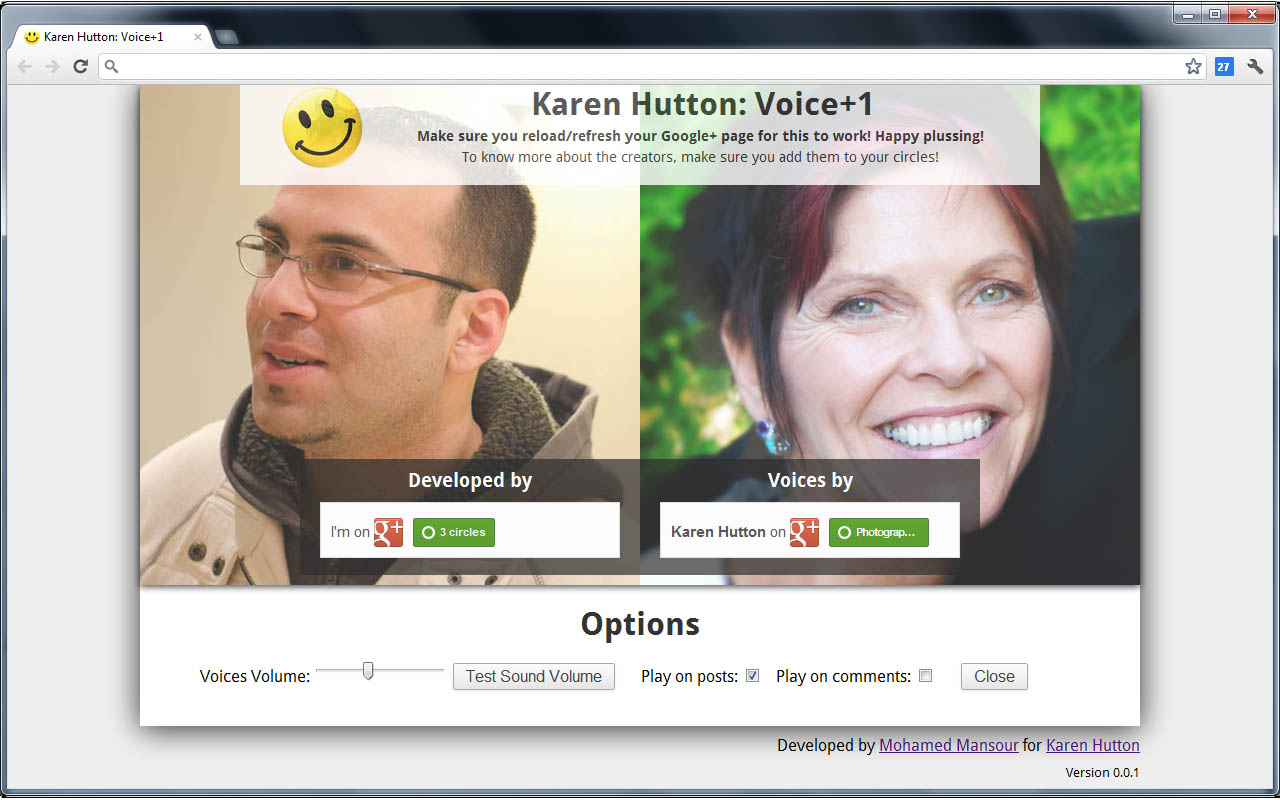 Karen Hutton: Voice+1
27
Karen Hutton: Voice+1
Make sure you reload/refresh your Google+ page for this to work! Happy plussing!
To know more about the creators, make sure you add them to your circles!
Developed by
Voices by
I'm on g+ 3 circles
Karen Hutton on g+ Photograp...
Options
Voices Volume: Test Sound Volume Play on posts: Play on comments: Close
Developed by Mohamed Mansour for Karen Hutton
Version 0.0.1